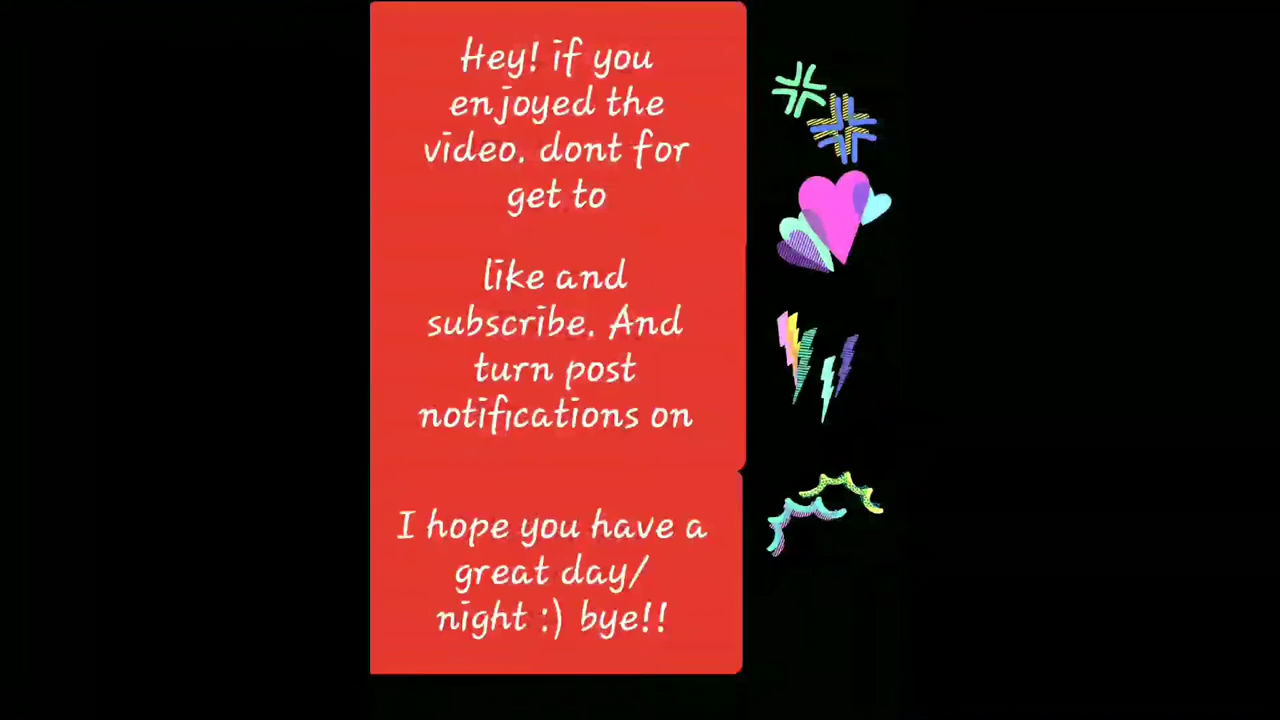 Hey! if you
enjoyed the
video. dont for
get to
like and
subscribe. And
turn post
notifications on
I hope you have a
great day/
night :) bye!!